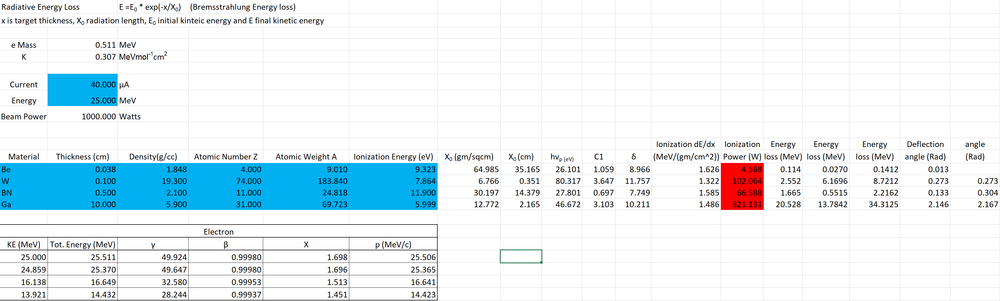 Radiative Energy Loss E =E₀ * exp(-x/X₀) (Bremsstrahlung Energy loss)
x is target thickness, X₀ radiation length, E₀ initial kinteic energy and E final kinetic energy
e Mass 0.511 MeV
K 0.307 MeVmol⁻¹cm²
Current 40.000 μA
Energy 25.000 MeV
Beam Power 1000.000 Watts
Ionization dE/dx Ionization Energy Energy Energy Deflection angle
Material Thickness (cm) Density(g/cc) Atomic Number Z Atomic Weight A Ionization Energy (eV) X₀ (gm/sqcm) X₀ (cm) hvₚ (eV) C1 δ (MeV/(gm/cm^2)) Power (W) loss (MeV) loss (MeV) loss (MeV) angle (Rad) (Rad)
Be 0.038 1.848 4.000 9.010 9.323 64.985 35.165 26.101 1.059 8.966 1.626 4.568 0.114 0.0270 0.1412 0.013
W 0.100 19.300 74.000 183.840 7.864 6.766 0.351 80.317 3.647 11.757 1.322 102.064 2.552 6.1696 8.7212 0.273 0.273
BN 0.500 2.100 11.000 24.818 11.900 30.197 14.379 27.801 0.697 7.749 1.585 66.588 1.665 0.5515 2.2162 0.133 0.304
Ga 10.000 5.900 31.000 69.723 5.999 12.772 2.165 46.672 3.103 10.211 1.486 821.131 20.528 13.7842 34.3125 2.146 2.167
Electron
KE (MeV) Tot. Energy (MeV) γ β X p (MeV/c)
25.000 25.511 49.924 0.99980 1.698 25.506
24.859 25.370 49.647 0.99980 1.696 25.365
16.138 16.649 32.580 0.99953 1.513 16.641
13.921 14.432 28.244 0.99937 1.451 14.423